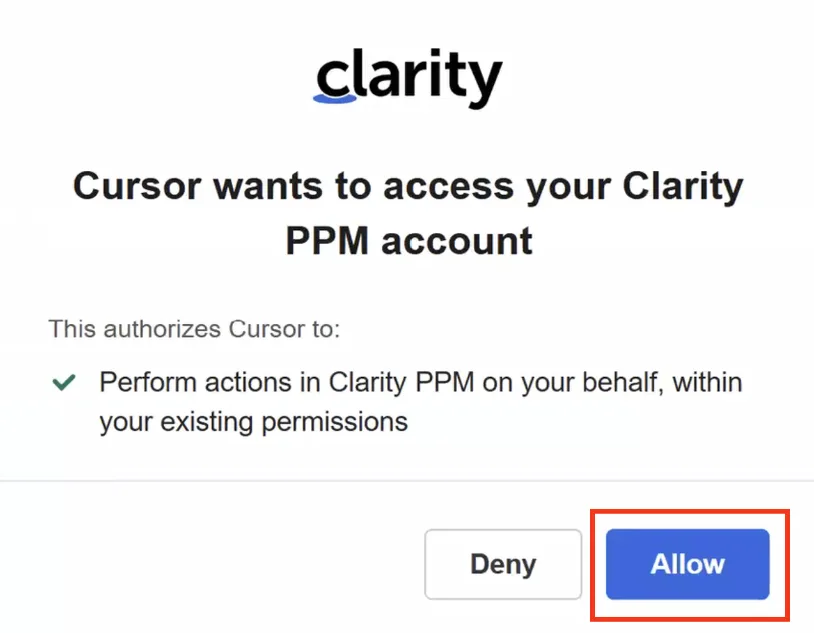 clarity
Cursor wants to access your Clarity
PPM account
This authorizes Cursor to:
Perform actions in Clarity PPM on your behalf, within
your existing permissions
Deny
Allow